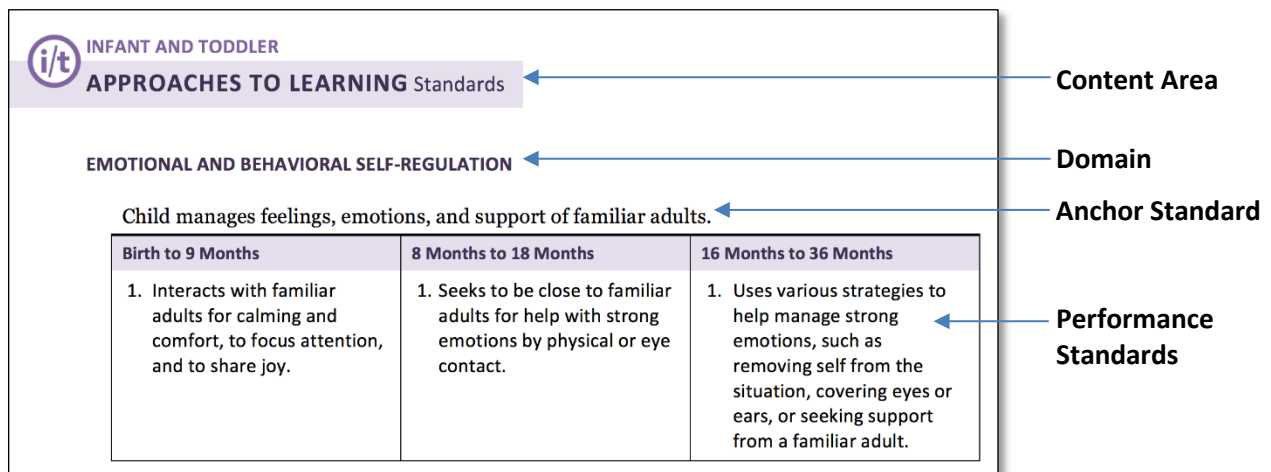 i/t
INFANT AND TODDLER
APPROACHES TO LEARNING Standards
Content Area
EMOTIONAL AND BEHAVIORAL SELF-REGULATION
Domain
Child manages feelings, emotions, and support of familiar adults.
Anchor Standard
Birth to 9 Months
1. Interacts with familiar
adults for calming and
comfort, to focus attention,
and to share joy.
8 Months to 18 Months
1. Seeks to be close to familiar
adults for help with strong
emotions by physical or eye
contact.
16 Months to 36 Months
1. Uses various strategies to
help manage strong
emotions, such as
removing self from the
situation, covering eyes or
ears, or seeking support
from a familiar adult.
Performance
Standards